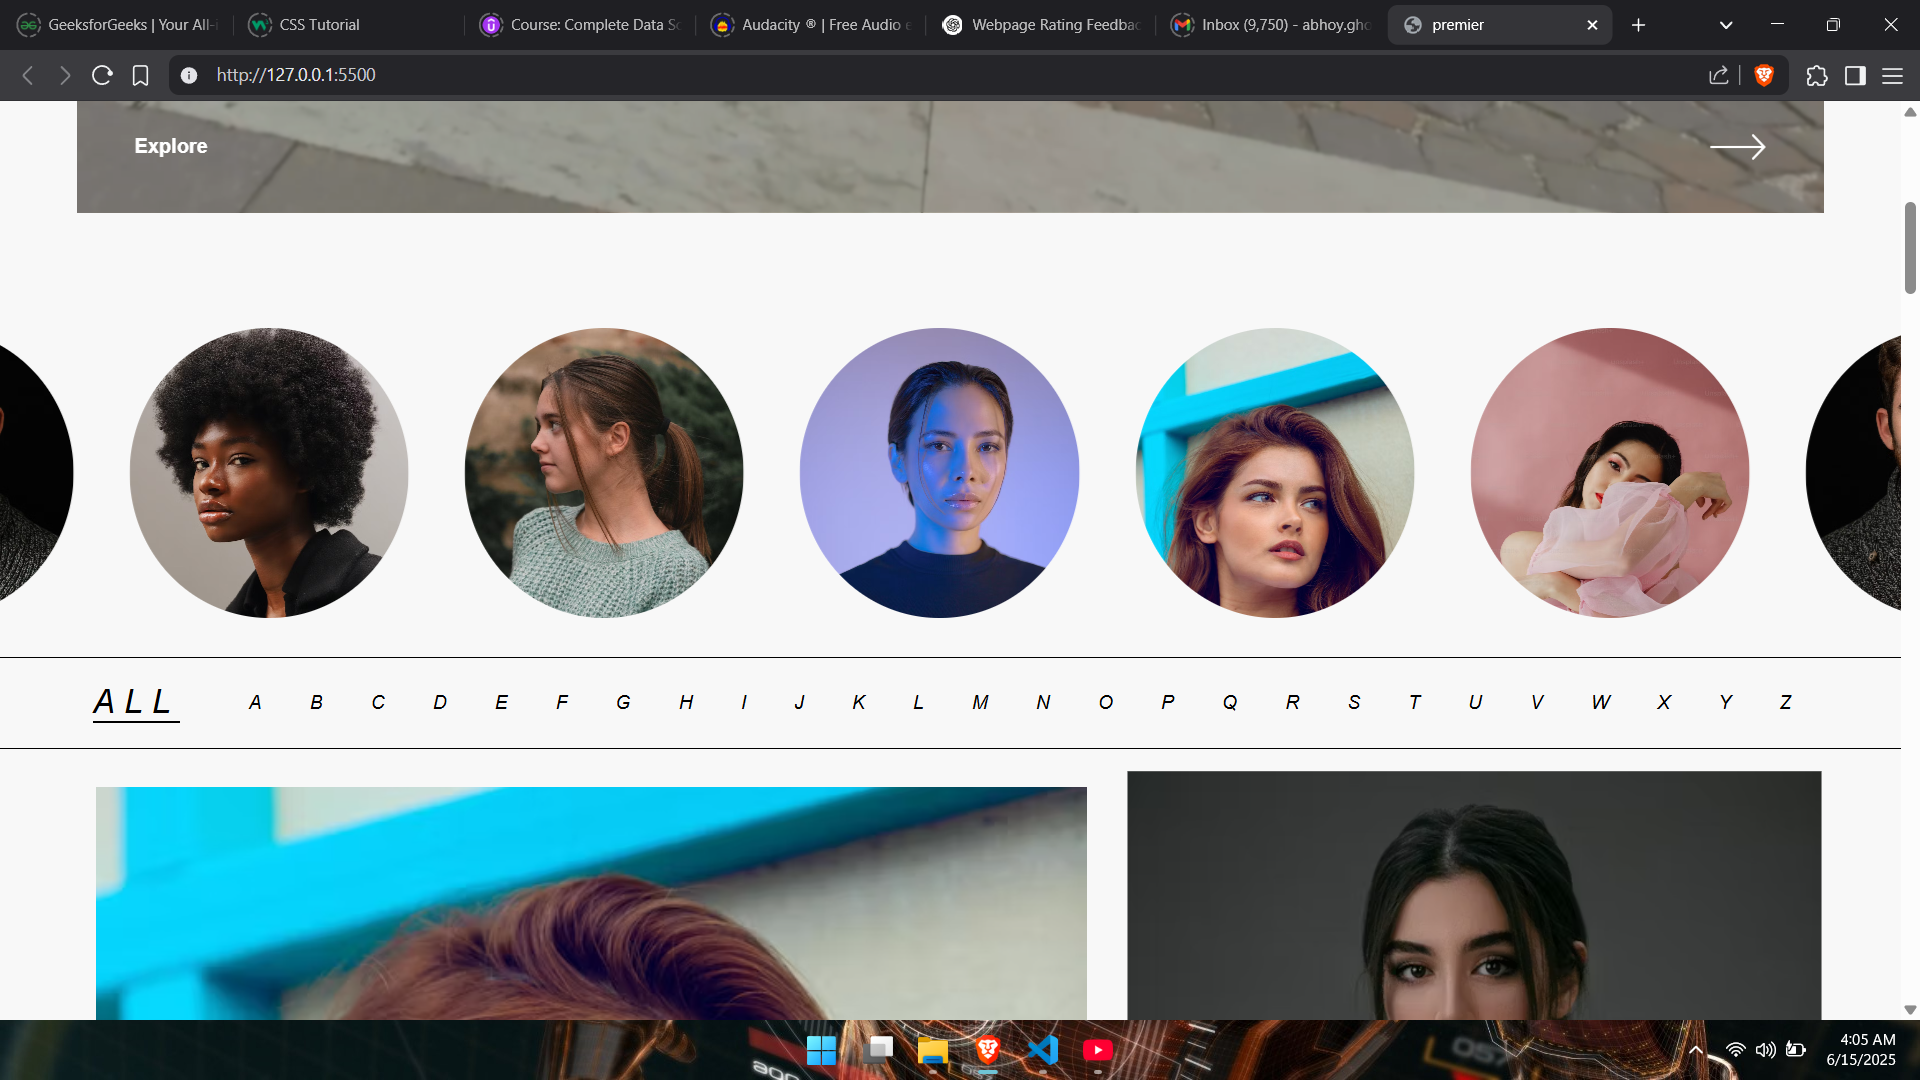 GeeksforGeeks | Your All-i
CSS Tutorial
Course: Complete Data Sc
Audacity ® | Free Audio e
Webpage Rating Feedbac
Inbox (9,750) - abhoy.gho
premier
http://127.0.0.1:5500
Explore
ALL A B C D E F G H I J K L M N O P Q R S T U V W X Y Z
4:05 AM
6/15/2025